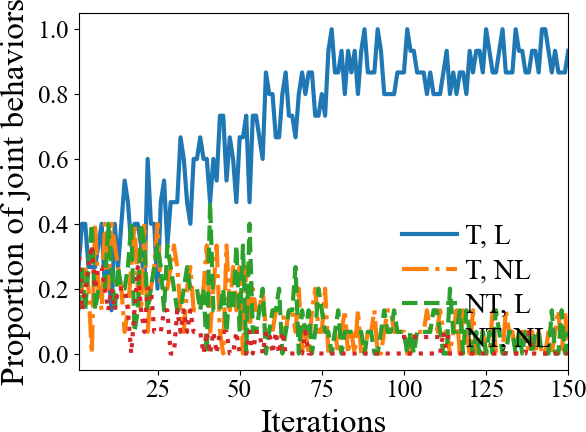 Proportion of joint behaviors
1.0
0.8
0.6
0.4
0.2
0.0
T, L
T, NL
NT, L
NT, NL
25
50
75
100
125
150
Iterations